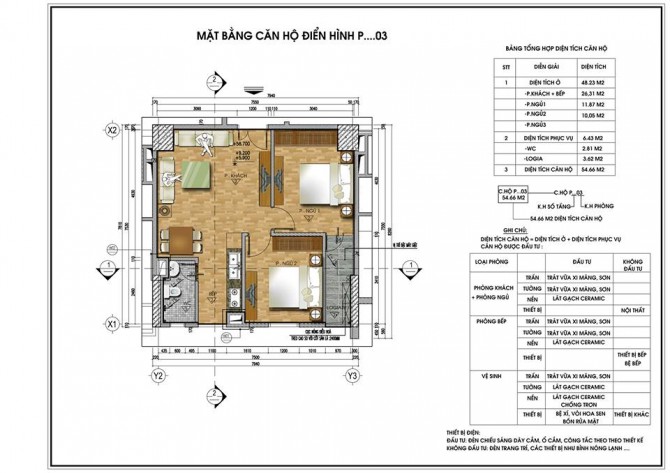 MẶT BẰNG CĂN HỘ ĐIỂN HÌNH P....03
BẢNG TỔNG HỢP DIỆN TÍCH CĂN HỘ
STT DIỄN GIẢI DIỆN TÍCH
1 DIỆN TÍCH Ở 48.23 M2
-P.KHÁCH + BẾP 26,31 M2
-P.NGỦ1 11,87 M2
-P.NGỦ2 10,05 M2
-P.NGỦ3
2 DIỆN TÍCH PHỤC VỤ 6.43 M2
-WC 2.81 M2
-LOGIA 3.62 M2
3 DIỆN TÍCH CĂN HỘ 54.66 M2
C.HỘ P...03
54.66 M2
C.HỘ P...03
K.H SỐ TẦNG
K.H PHÒNG
54.66 M2 DIỆN TÍCH CĂN HỘ
GHI CHÚ:
DIỆN TÍCH CĂN HỘ = DIỆN TÍCH Ở + DIỆN TÍCH PHỤC VỤ
CĂN HỘ ĐƯỢC ĐẦU TƯ :
LOẠI PHÒNG ĐẦU TƯ KHÔNG ĐẦU TƯ
PHÒNG KHÁCH + PHÒNG NGỦ
TRẦN TRÁT VỮA XI MĂNG, SƠN
TƯỜNG TRÁT VỮA XI MĂNG, SƠN
NỀN LÁT GẠCH CERAMIC
THIẾT BỊ NỘI THẤT
PHÒNG BẾP
TRẦN TRÁT VỮA XI MĂNG, SƠN
TƯỜNG TRÁT VỮA XI MĂNG, SƠN
NỀN LÁT GẠCH CERAMIC
THIẾT BỊ THIẾT BỊ BẾP BỆ BẾP
VỆ SINH
TRẦN TRÁT VỮA XI MĂNG, SƠN
TƯỜNG LÁT GẠCH CERAMIC
NỀN LÁT GẠCH CERAMIC CHỐNG TRƠN
THIẾT BỊ BỆ XÍ, VÒI HOA SEN BỒN RỬA MẶT THIẾT BỊ KHÁC
THIẾT BỊ ĐIỆN:
ĐẦU TƯ: ĐÈN CHIẾU SÁNG DÂY CẮM, Ổ CẮM, CÔNG TẮC THEO THEO THIẾT KẾ
KHÔNG ĐẦU TƯ: ĐÈN TRANG TRÍ, CÁC THIẾT BỊ NHƯ BÌNH NÓNG LẠNH ....
2
7940
7500
X2
P. KHÁCH
P. NGỦ 1
P. NGỦ 2
BẾP
LOGIA
1
1
X1
7500
7940
Y2
Y3
2